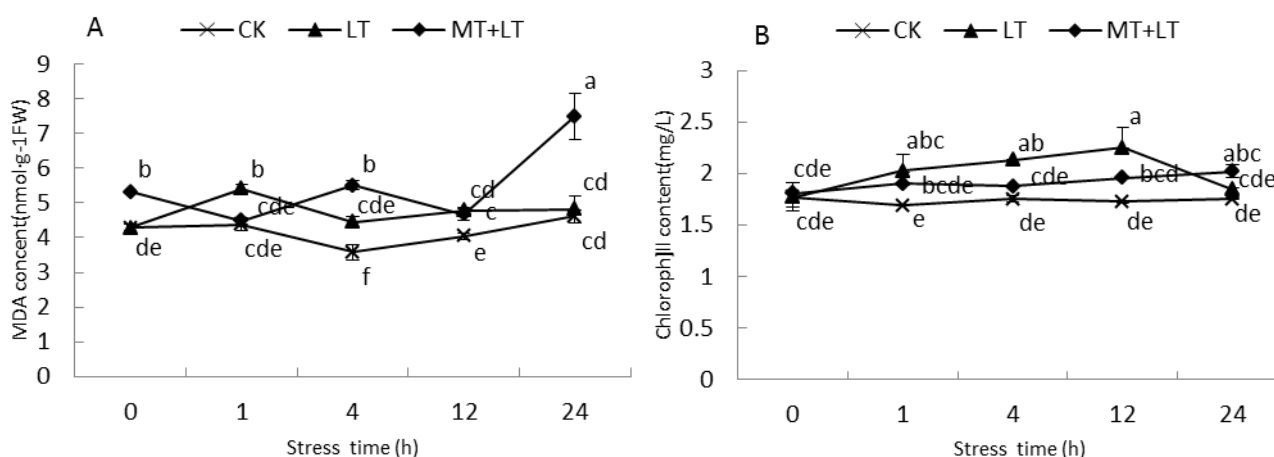 A
CK LT MT+LT
MDA concent(nmol·g-1FW)
9
8
7
6
5
4
3
2
1
0
b
b
b
cd
a
cd
cde
cde
c
de
cde
f
e
cd
0 1 4 12 24
Stress time (h)
B
CK LT MT+LT
Chlorophyll content(mg/L)
3
2.5
2
1.5
1
0.5
0
cde
abc
ab
a
abc
bcde
cde
bcd
cde
cde
e
de
de
de
0 1 4 12 24
Stress time (h)